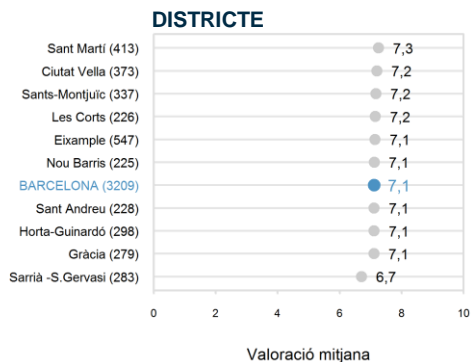 DISTRICTE
Sant Martí (413) 7,3
Ciutat Vella (373) 7,2
Sants-Montjuïc (337) 7,2
Les Corts (226) 7,2
Eixample (547) 7,1
Nou Barris (225) 7,1
BARCELONA (3209) 7,1
Sant Andreu (228) 7,1
Horta-Guinardó (298) 7,1
Gràcia (279) 7,1
Sarrià -S.Gervasi (283) 6,7
0 2 4 6 8 10
Valoració mitjana